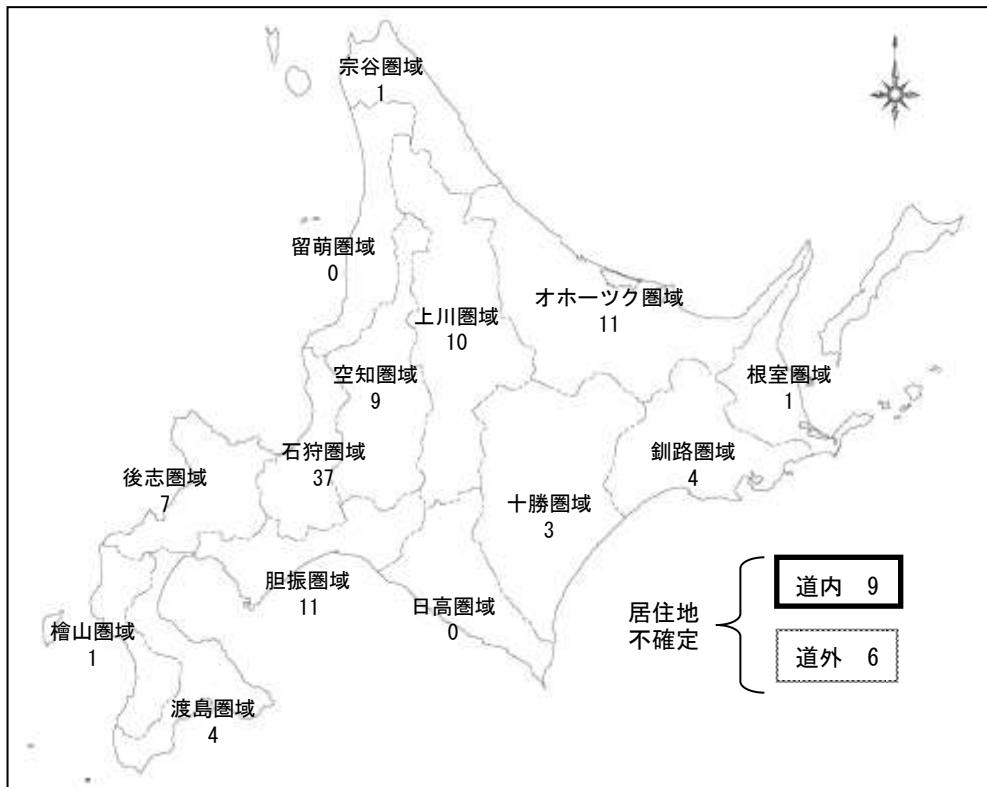 宗谷圏域
1
留萌圏域
0
オホーツク圏域
11
上川圏域
10
空知圏域
9
根室圏域
1
石狩圏域
37
釧路圏域
4
後志圏域
7
十勝圏域
3
胆振圏域
11
日高圏域
0
檜山圏域
1
渡島圏域
4
居住地
不確定
道内 9
道外 6